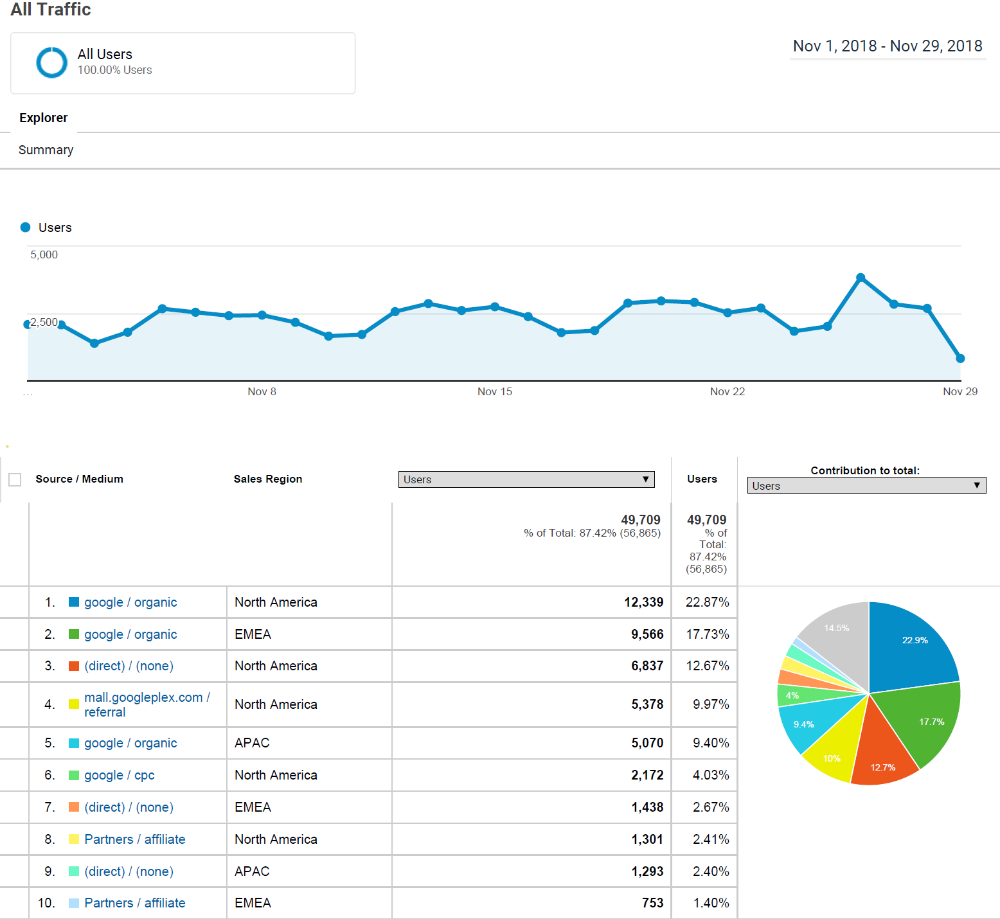 All Traffic
All Users
100.00% Users
Nov 1, 2018 - Nov 29, 2018
Explorer
Summary
Users
5,000
2,500
...
Nov 8
Nov 15
Nov 22
Nov 29
Source / Medium
Sales Region
Users
Users
Contribution to total:
Users
49,709
% of Total: 87.42% (56,865)
49,709
% of
Total:
87.42%
(56,865)
1. google / organic North America 12,339 22.87%
2. google / organic EMEA 9,566 17.73%
3. (direct) / (none) North America 6,837 12.67%
4. mall.googleplex.com /
referral North America 5,378 9.97%
5. google / organic APAC 5,070 9.40%
6. google / cpc North America 2,172 4.03%
7. (direct) / (none) EMEA 1,438 2.67%
8. Partners / affiliate North America 1,301 2.41%
9. (direct) / (none) APAC 1,293 2.40%
10. Partners / affiliate EMEA 753 1.40%
14.5%
22.9%
4%
17.7%
9.4%
10%
12.7%